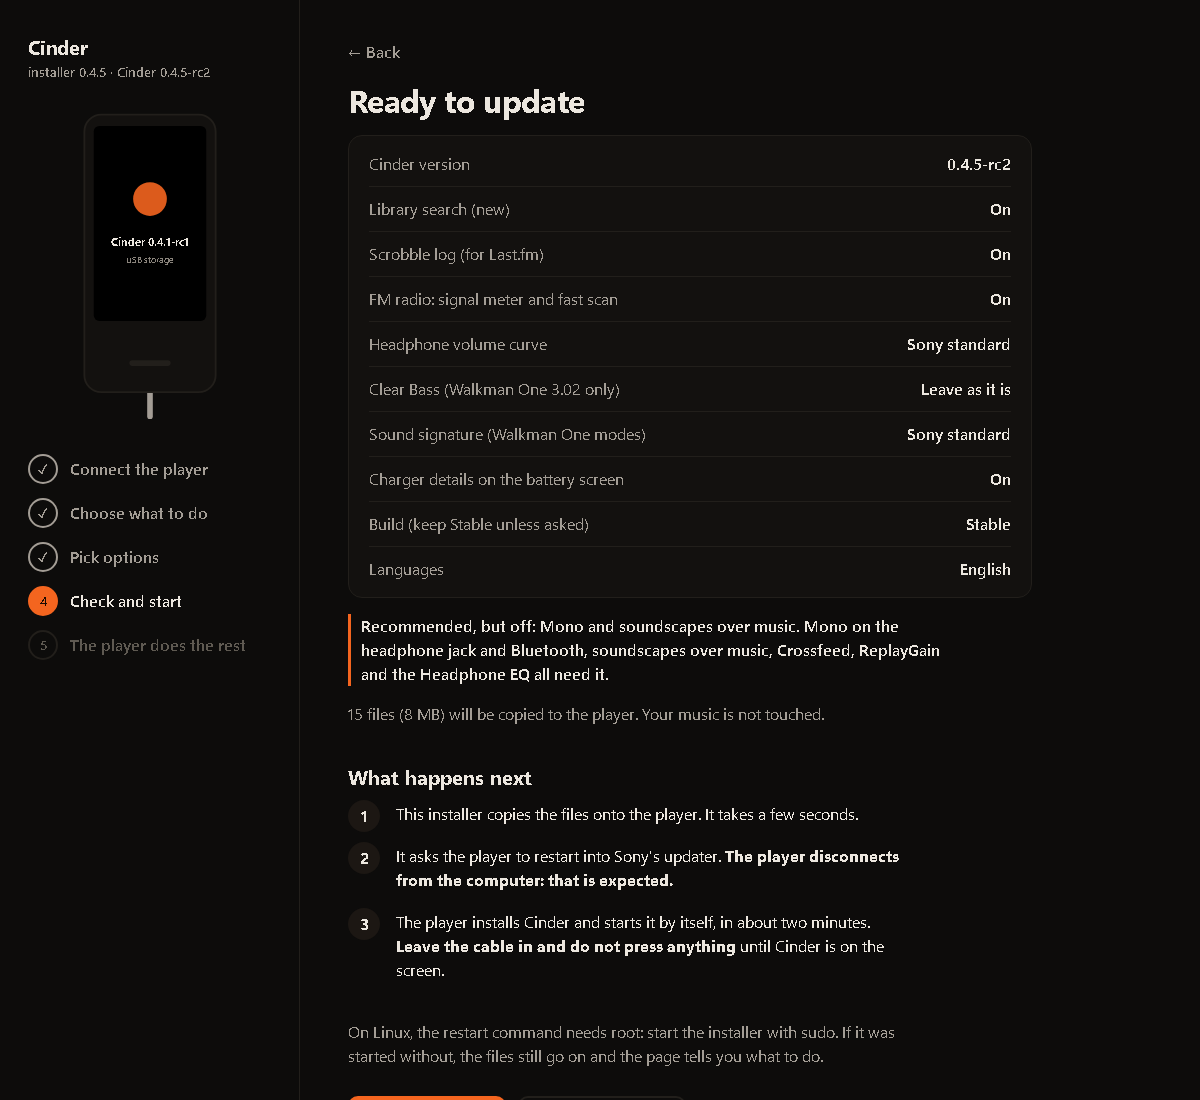 Cinder
installer 0.4.5 · Cinder 0.4.5-rc2
Cinder 0.4.1-rc1
USB storage
✓ Connect the player
✓ Choose what to do
✓ Pick options
4 Check and start
5 The player does the rest
← Back
Ready to update
Cinder version 0.4.5-rc2
Library search (new) On
Scrobble log (for Last.fm) On
FM radio: signal meter and fast scan On
Headphone volume curve Sony standard
Clear Bass (Walkman One 3.02 only) Leave as it is
Sound signature (Walkman One modes) Sony standard
Charger details on the battery screen On
Build (keep Stable unless asked) Stable
Languages English
Recommended, but off: Mono and soundscapes over music. Mono on the
headphone jack and Bluetooth, soundscapes over music, Crossfeed, ReplayGain
and the Headphone EQ all need it.
15 files (8 MB) will be copied to the player. Your music is not touched.
What happens next
1 This installer copies the files onto the player. It takes a few seconds.
2 It asks the player to restart into Sony's updater. The player disconnects
from the computer: that is expected.
3 The player installs Cinder and starts it by itself, in about two minutes.
Leave the cable in and do not press anything until Cinder is on the
screen.
On Linux, the restart command needs root: start the installer with sudo. If it was
started without, the files still go on and the page tells you what to do.